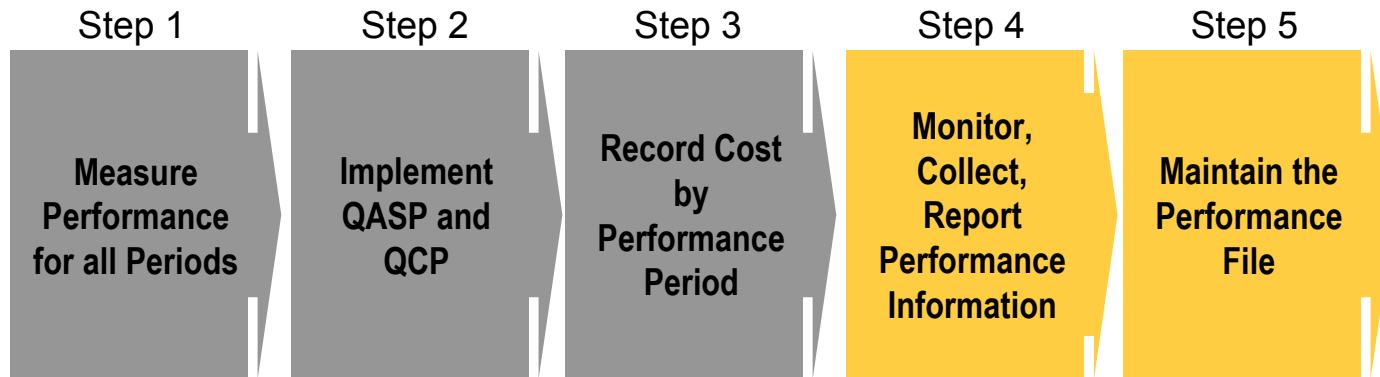 Step 1
Measure
Performance
for all Periods
Step 2
Implement
QASP and
QCP
Step 3
Record Cost
by
Performance
Period
Step 4
Monitor,
Collect,
Report
Performance
Information
Step 5
Maintain the
Performance
File